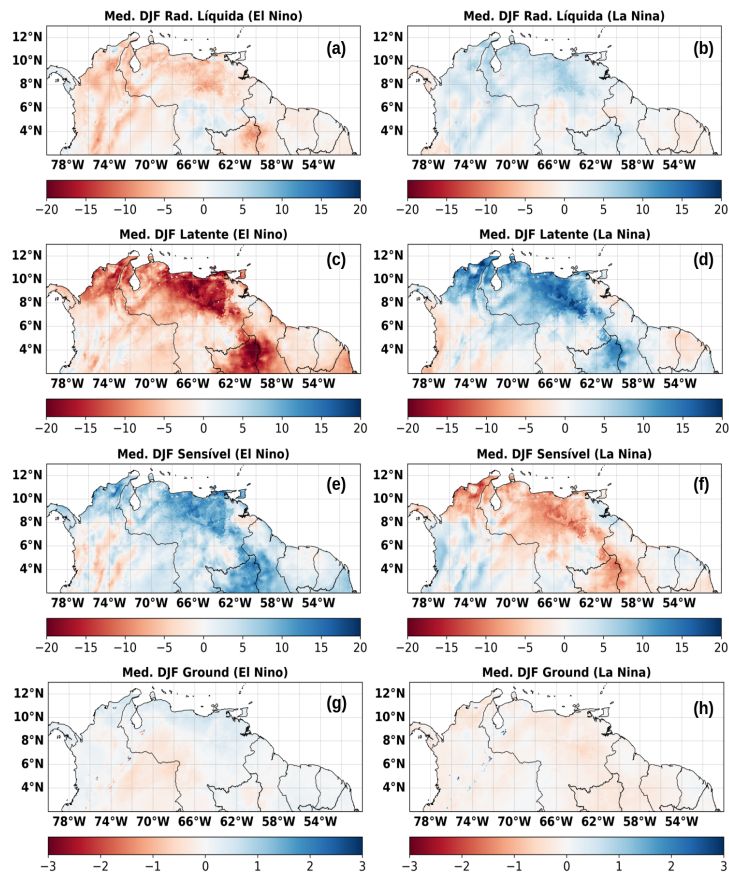 Med. DJF Rad. Líquida (El Nino)
Med. DJF Rad. Líquida (La Nina)
(a)
(b)
12°N
10°N
8°N
6°N
4°N
12°N
10°N
8°N
6°N
4°N
78°W 74°W 70°W 66°W 62°W 58°W 54°W
78°W 74°W 70°W 66°W 62°W 58°W 54°W
−20 −15 −10 −5 0 5 10 15 20
−20 −15 −10 −5 0 5 10 15 20
Med. DJF Latente (El Nino)
Med. DJF Latente (La Nina)
(c)
(d)
12°N
10°N
8°N
6°N
4°N
12°N
10°N
8°N
6°N
4°N
78°W 74°W 70°W 66°W 62°W 58°W 54°W
78°W 74°W 70°W 66°W 62°W 58°W 54°W
−20 −15 −10 −5 0 5 10 15 20
−20 −15 −10 −5 0 5 10 15 20
Med. DJF Sensível (El Nino)
Med. DJF Sensível (La Nina)
(e)
(f)
12°N
10°N
8°N
6°N
4°N
12°N
10°N
8°N
6°N
4°N
78°W 74°W 70°W 66°W 62°W 58°W 54°W
78°W 74°W 70°W 66°W 62°W 58°W 54°W
−20 −15 −10 −5 0 5 10 15 20
−20 −15 −10 −5 0 5 10 15 20
Med. DJF Ground (El Nino)
Med. DJF Ground (La Nina)
(g)
(h)
12°N
10°N
8°N
6°N
4°N
12°N
10°N
8°N
6°N
4°N
78°W 74°W 70°W 66°W 62°W 58°W 54°W
78°W 74°W 70°W 66°W 62°W 58°W 54°W
−3 −2 −1 0 1 2 3
−3 −2 −1 0 1 2 3